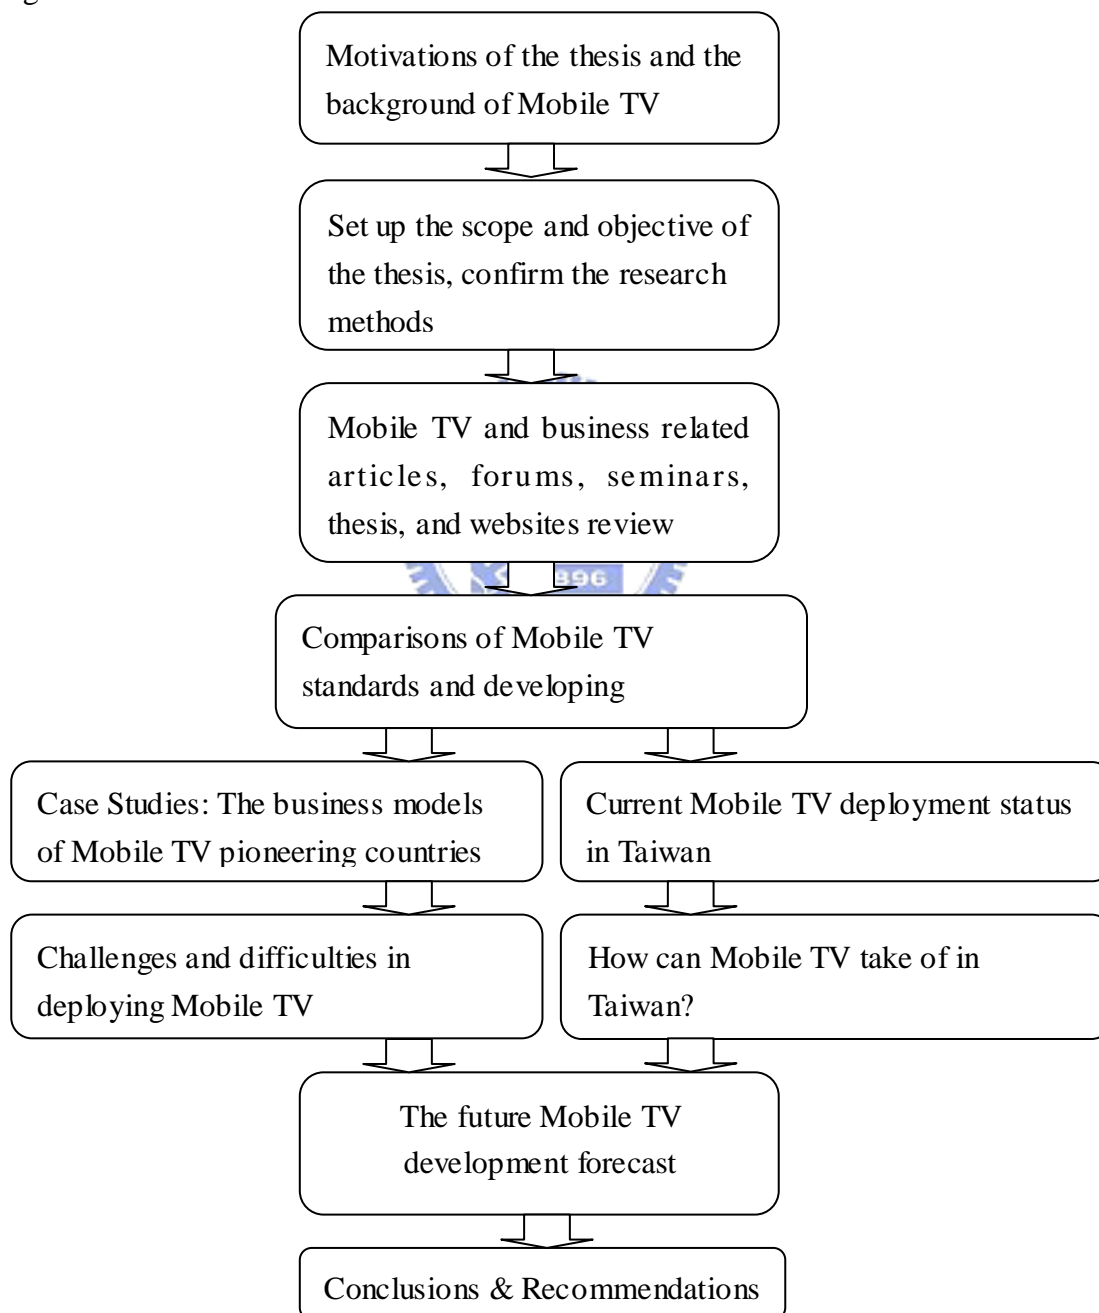 g
Motivations of the thesis and the
background of Mobile TV
Set up the scope and objective of
the thesis, confirm the research
methods
Mobile TV and business related
articles, forums, seminars,
thesis, and websites review
896
Comparisons of Mobile TV
standards and developing
Case Studies: The business models
of Mobile TV pioneering countries
Current Mobile TV deployment status
in Taiwan
Challenges and difficulties in
deploying Mobile TV
How can Mobile TV take of in
Taiwan?
The future Mobile TV
development forecast
Conclusions & Recommendations